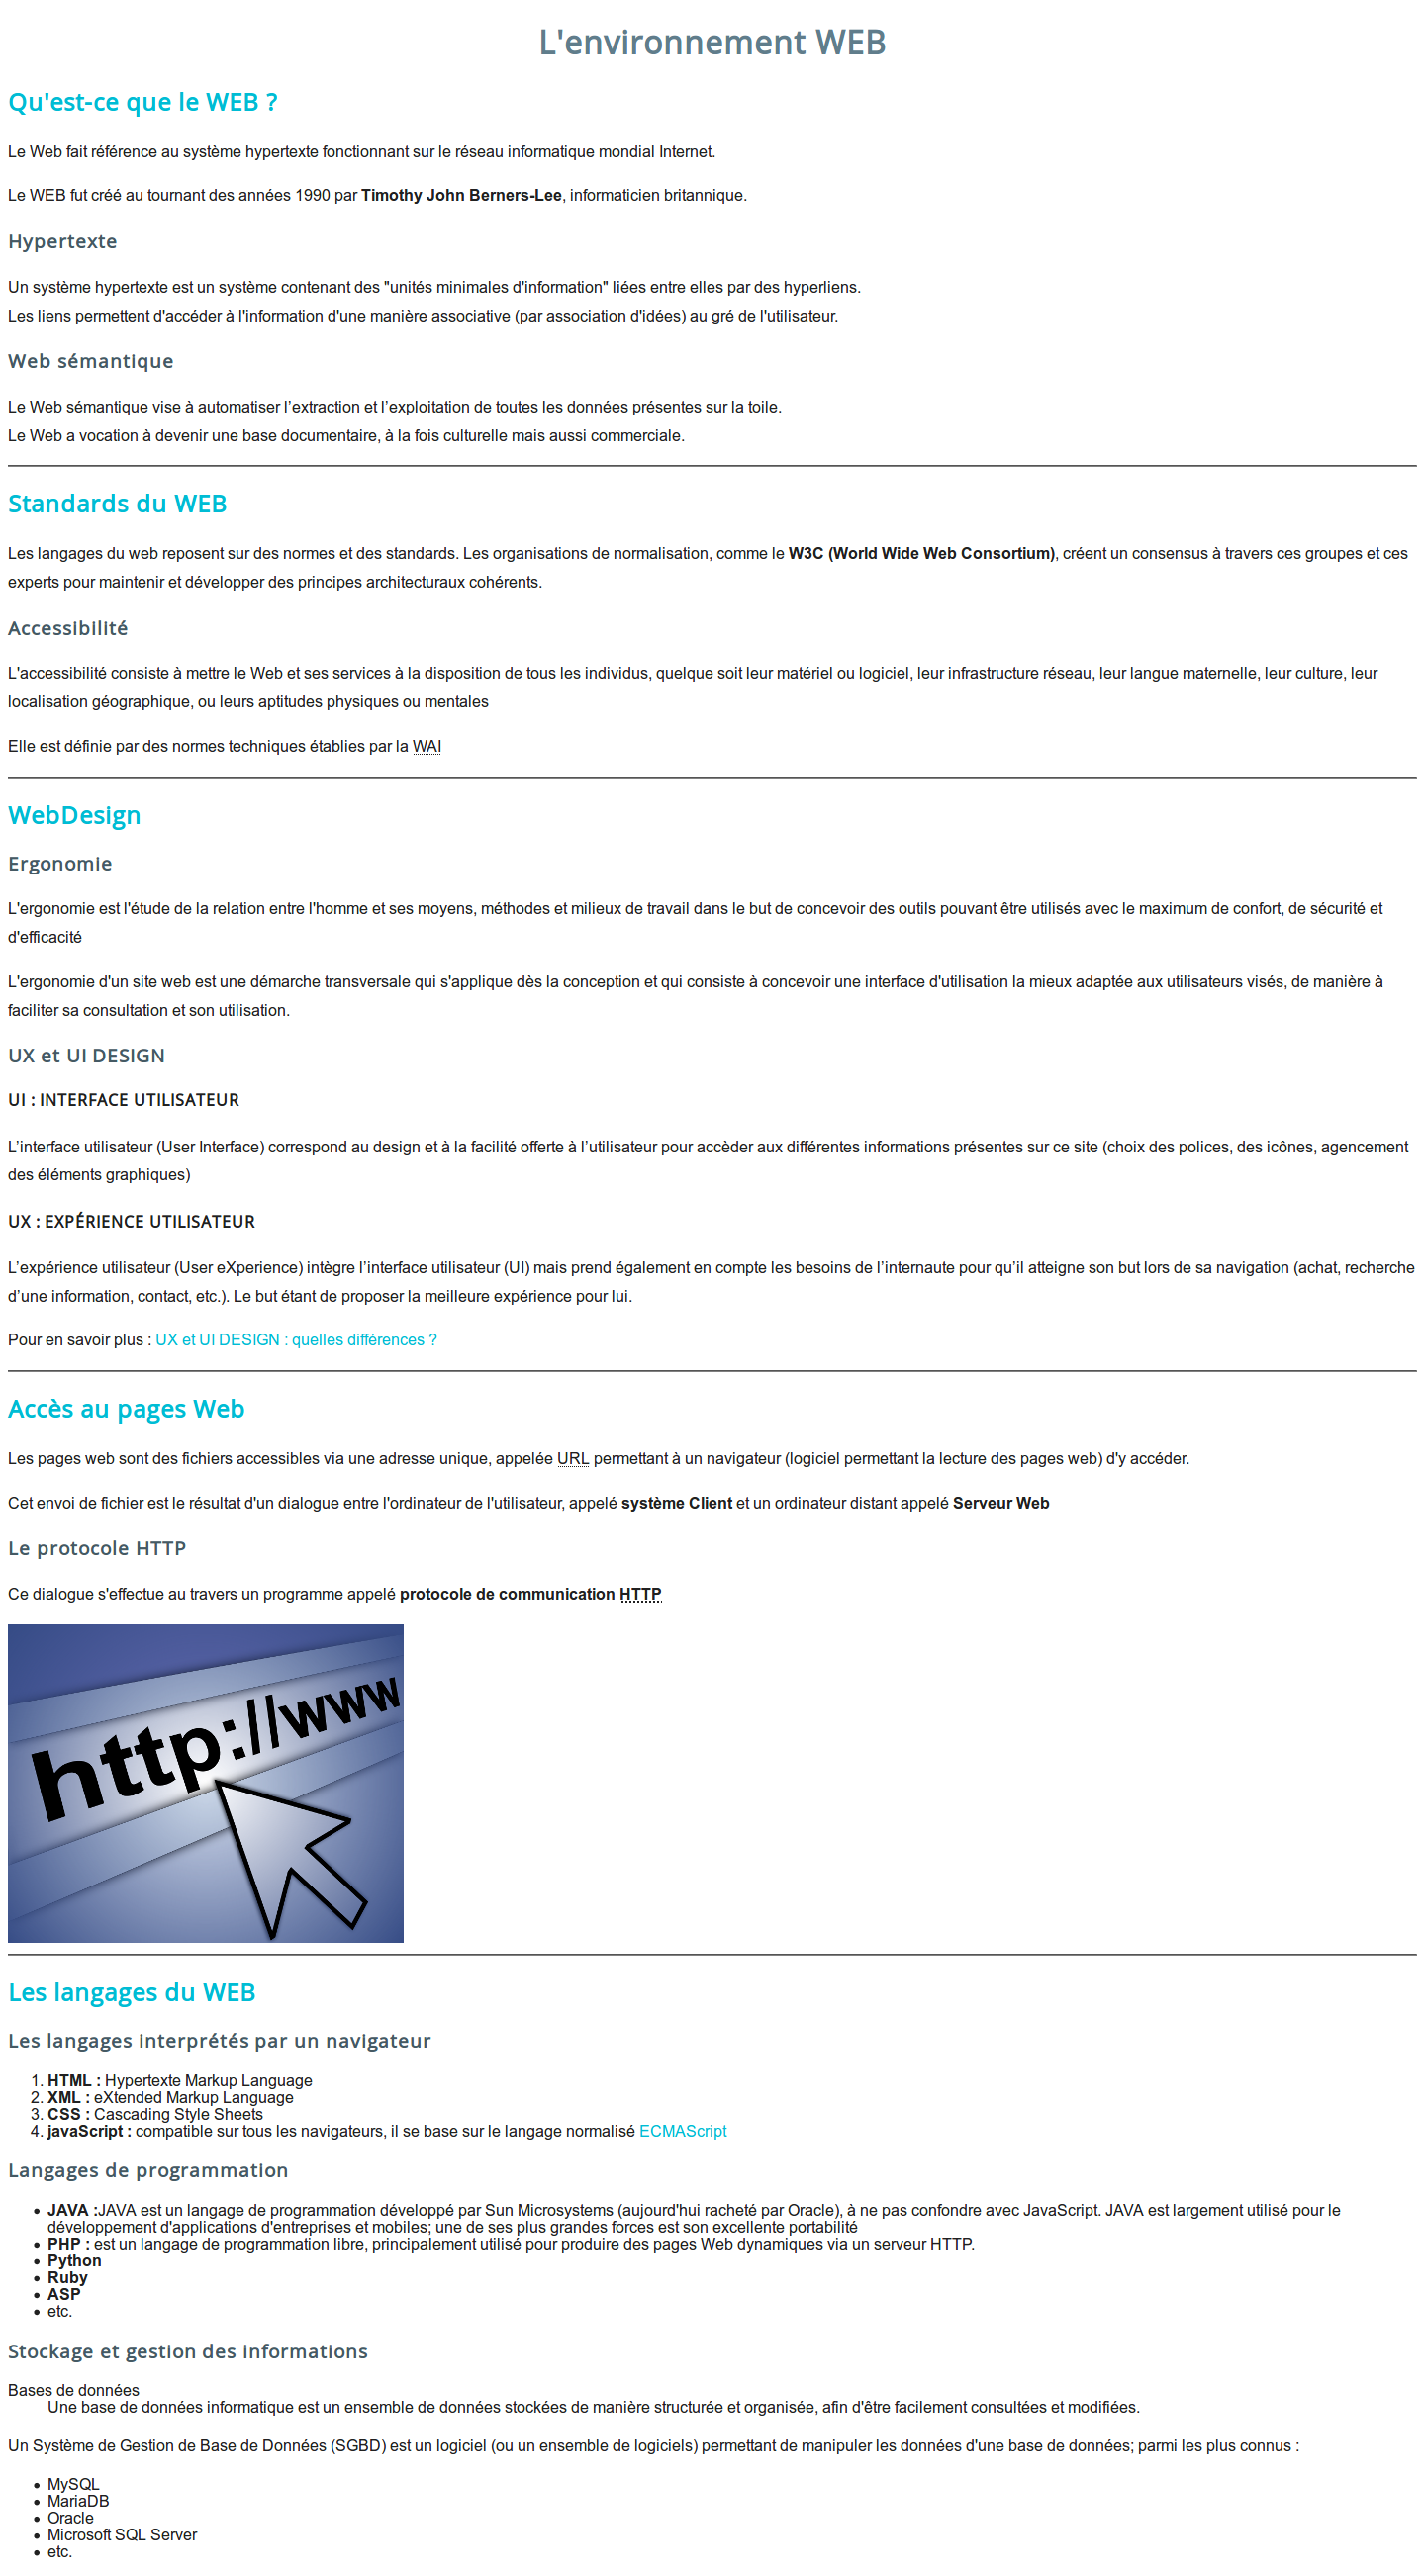 L'environnement WEB
Qu'est-ce que le WEB ?
Le Web fait référence au système hypertexte fonctionnant sur le réseau informatique mondial Internet.
Le WEB fut créé au tournant des années 1990 par Timothy John Berners-Lee, informaticien britannique.
Hypertexte
Un système hypertexte est un système contenant des "unités minimales d'information" liées entre elles par des hyperliens.
Les liens permettent d'accéder à l'information d'une manière associative (par association d'idées) au gré de l'utilisateur.
Web sémantique
Le Web sémantique vise à automatiser l’extraction et l’exploitation de toutes les données présentes sur la toile.
Le Web a vocation à devenir une base documentaire, à la fois culturelle mais aussi commerciale.
Standards du WEB
Les langages du web reposent sur des normes et des standards. Les organisations de normalisation, comme le W3C (World Wide Web Consortium), créent un consensus à travers ces groupes et ces
experts pour maintenir et développer des principes architecturaux cohérents.
Accessibilité
L'accessibilité consiste à mettre le Web et ses services à la disposition de tous les individus, quelque soit leur matériel ou logiciel, leur infrastructure réseau, leur langue maternelle, leur culture, leur
localisation géographique, ou leurs aptitudes physiques ou mentales
Elle est définie par des normes techniques établies par la WAI
WebDesign
Ergonomie
L'ergonomie est l'étude de la relation entre l'homme et ses moyens, méthodes et milieux de travail dans le but de concevoir des outils pouvant être utilisés avec le maximum de confort, de sécurité et
d'efficacité
L'ergonomie d'un site web est une démarche transversale qui s'applique dès la conception et qui consiste à concevoir une interface d'utilisation la mieux adaptée aux utilisateurs visés, de manière à
faciliter sa consultation et son utilisation.
UX et UI DESIGN
UI : INTERFACE UTILISATEUR
L’interface utilisateur (User Interface) correspond au design et à la facilité offerte à l’utilisateur pour accèder aux différentes informations présentes sur ce site (choix des polices, des icônes, agencement
des éléments graphiques)
UX : EXPÉRIENCE UTILISATEUR
L’expérience utilisateur (User eXperience) intègre l’interface utilisateur (UI) mais prend également en compte les besoins de l’internaute pour qu’il atteigne son but lors de sa navigation (achat, recherche
d’une information, contact, etc.). Le but étant de proposer la meilleure expérience pour lui.
Pour en savoir plus : UX et UI DESIGN : quelles différences ?
Accès au pages Web
Les pages web sont des fichiers accessibles via une adresse unique, appelée URL permettant à un navigateur (logiciel permettant la lecture des pages web) d'y accéder.
Cet envoi de fichier est le résultat d'un dialogue entre l'ordinateur de l'utilisateur, appelé système Client et un ordinateur distant appelé Serveur Web
Le protocole HTTP
Ce dialogue s'effectue au travers un programme appelé protocole de communication HTTP
http://www
Les langages du WEB
Les langages interprétés par un navigateur
1. HTML : Hypertexte Markup Language
2. XML : eXtended Markup Language
3. CSS : Cascading Style Sheets
4. javaScript : compatible sur tous les navigateurs, il se base sur le langage normalisé ECMAScript
Langages de programmation
• JAVA :JAVA est un langage de programmation développé par Sun Microsystems (aujourd'hui racheté par Oracle), à ne pas confondre avec JavaScript. JAVA est largement utilisé pour le
développement d'applications d'entreprises et mobiles; une de ses plus grandes forces est son excellente portabilité
• PHP : est un langage de programmation libre, principalement utilisé pour produire des pages Web dynamiques via un serveur HTTP.
• Python
• Ruby
• ASP
• etc.
Stockage et gestion des informations
Bases de données
Une base de données informatique est un ensemble de données stockées de manière structurée et organisée, afin d'être facilement consultées et modifiées.
Un Système de Gestion de Base de Données (SGBD) est un logiciel (ou un ensemble de logiciels) permettant de manipuler les données d'une base de données; parmi les plus connus :
• MySQL
• MariaDB
• Oracle
• Microsoft SQL Server
• etc.